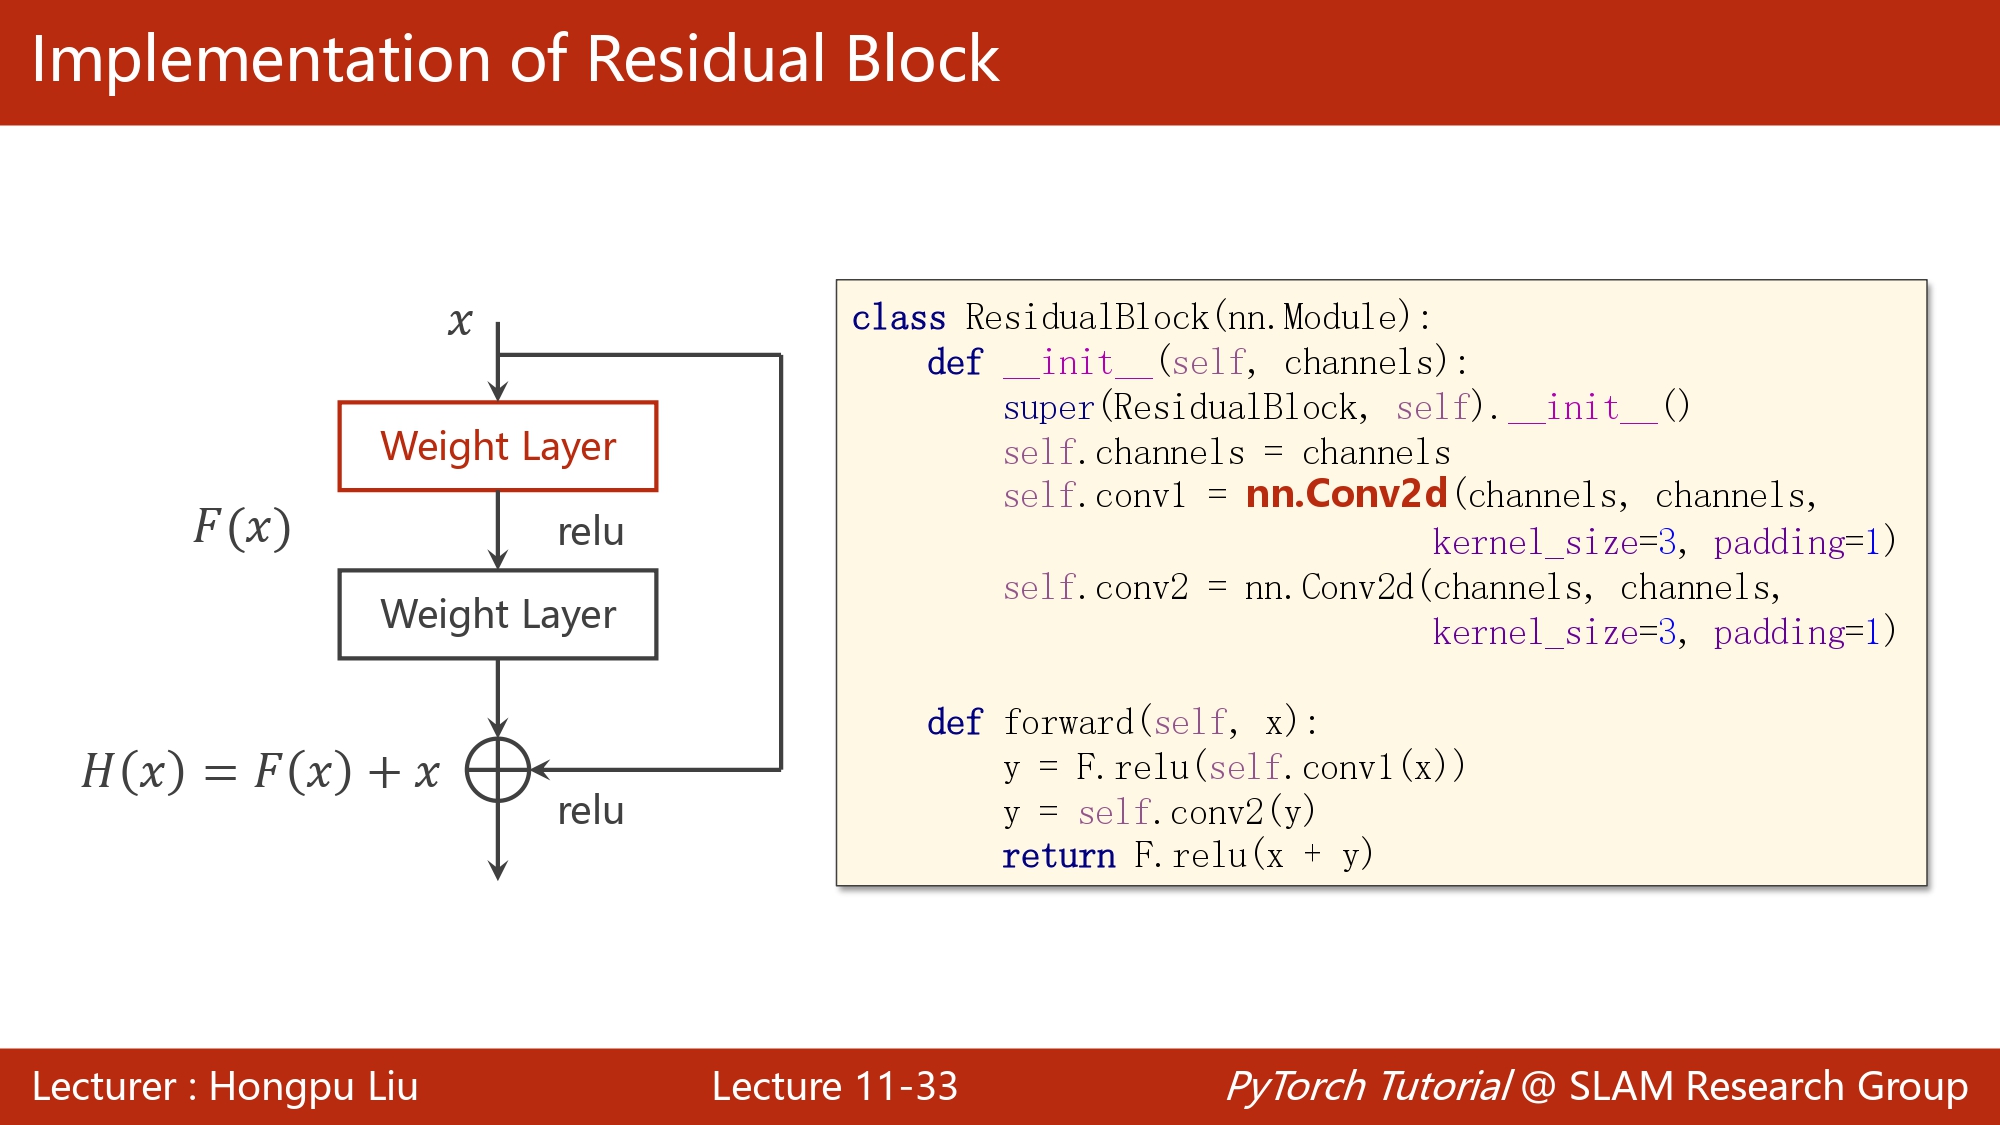 Implementation of Residual Block
x
Weight Layer
F(x)
relu
Weight Layer
H(x) = F(x) + x
relu
class ResidualBlock(nn.Module):
    def __init__(self, channels):
        super(ResidualBlock, self).__init__()
        self.channels = channels
        self.conv1 = nn.Conv2d(channels, channels,
                               kernel_size=3, padding=1)
        self.conv2 = nn.Conv2d(channels, channels,
                               kernel_size=3, padding=1)
    def forward(self, x):
        y = F.relu(self.conv1(x))
        y = self.conv2(y)
        return F.relu(x + y)
Lecturer : Hongpu Liu
Lecture 11-33
PyTorch Tutorial @ SLAM Research Group